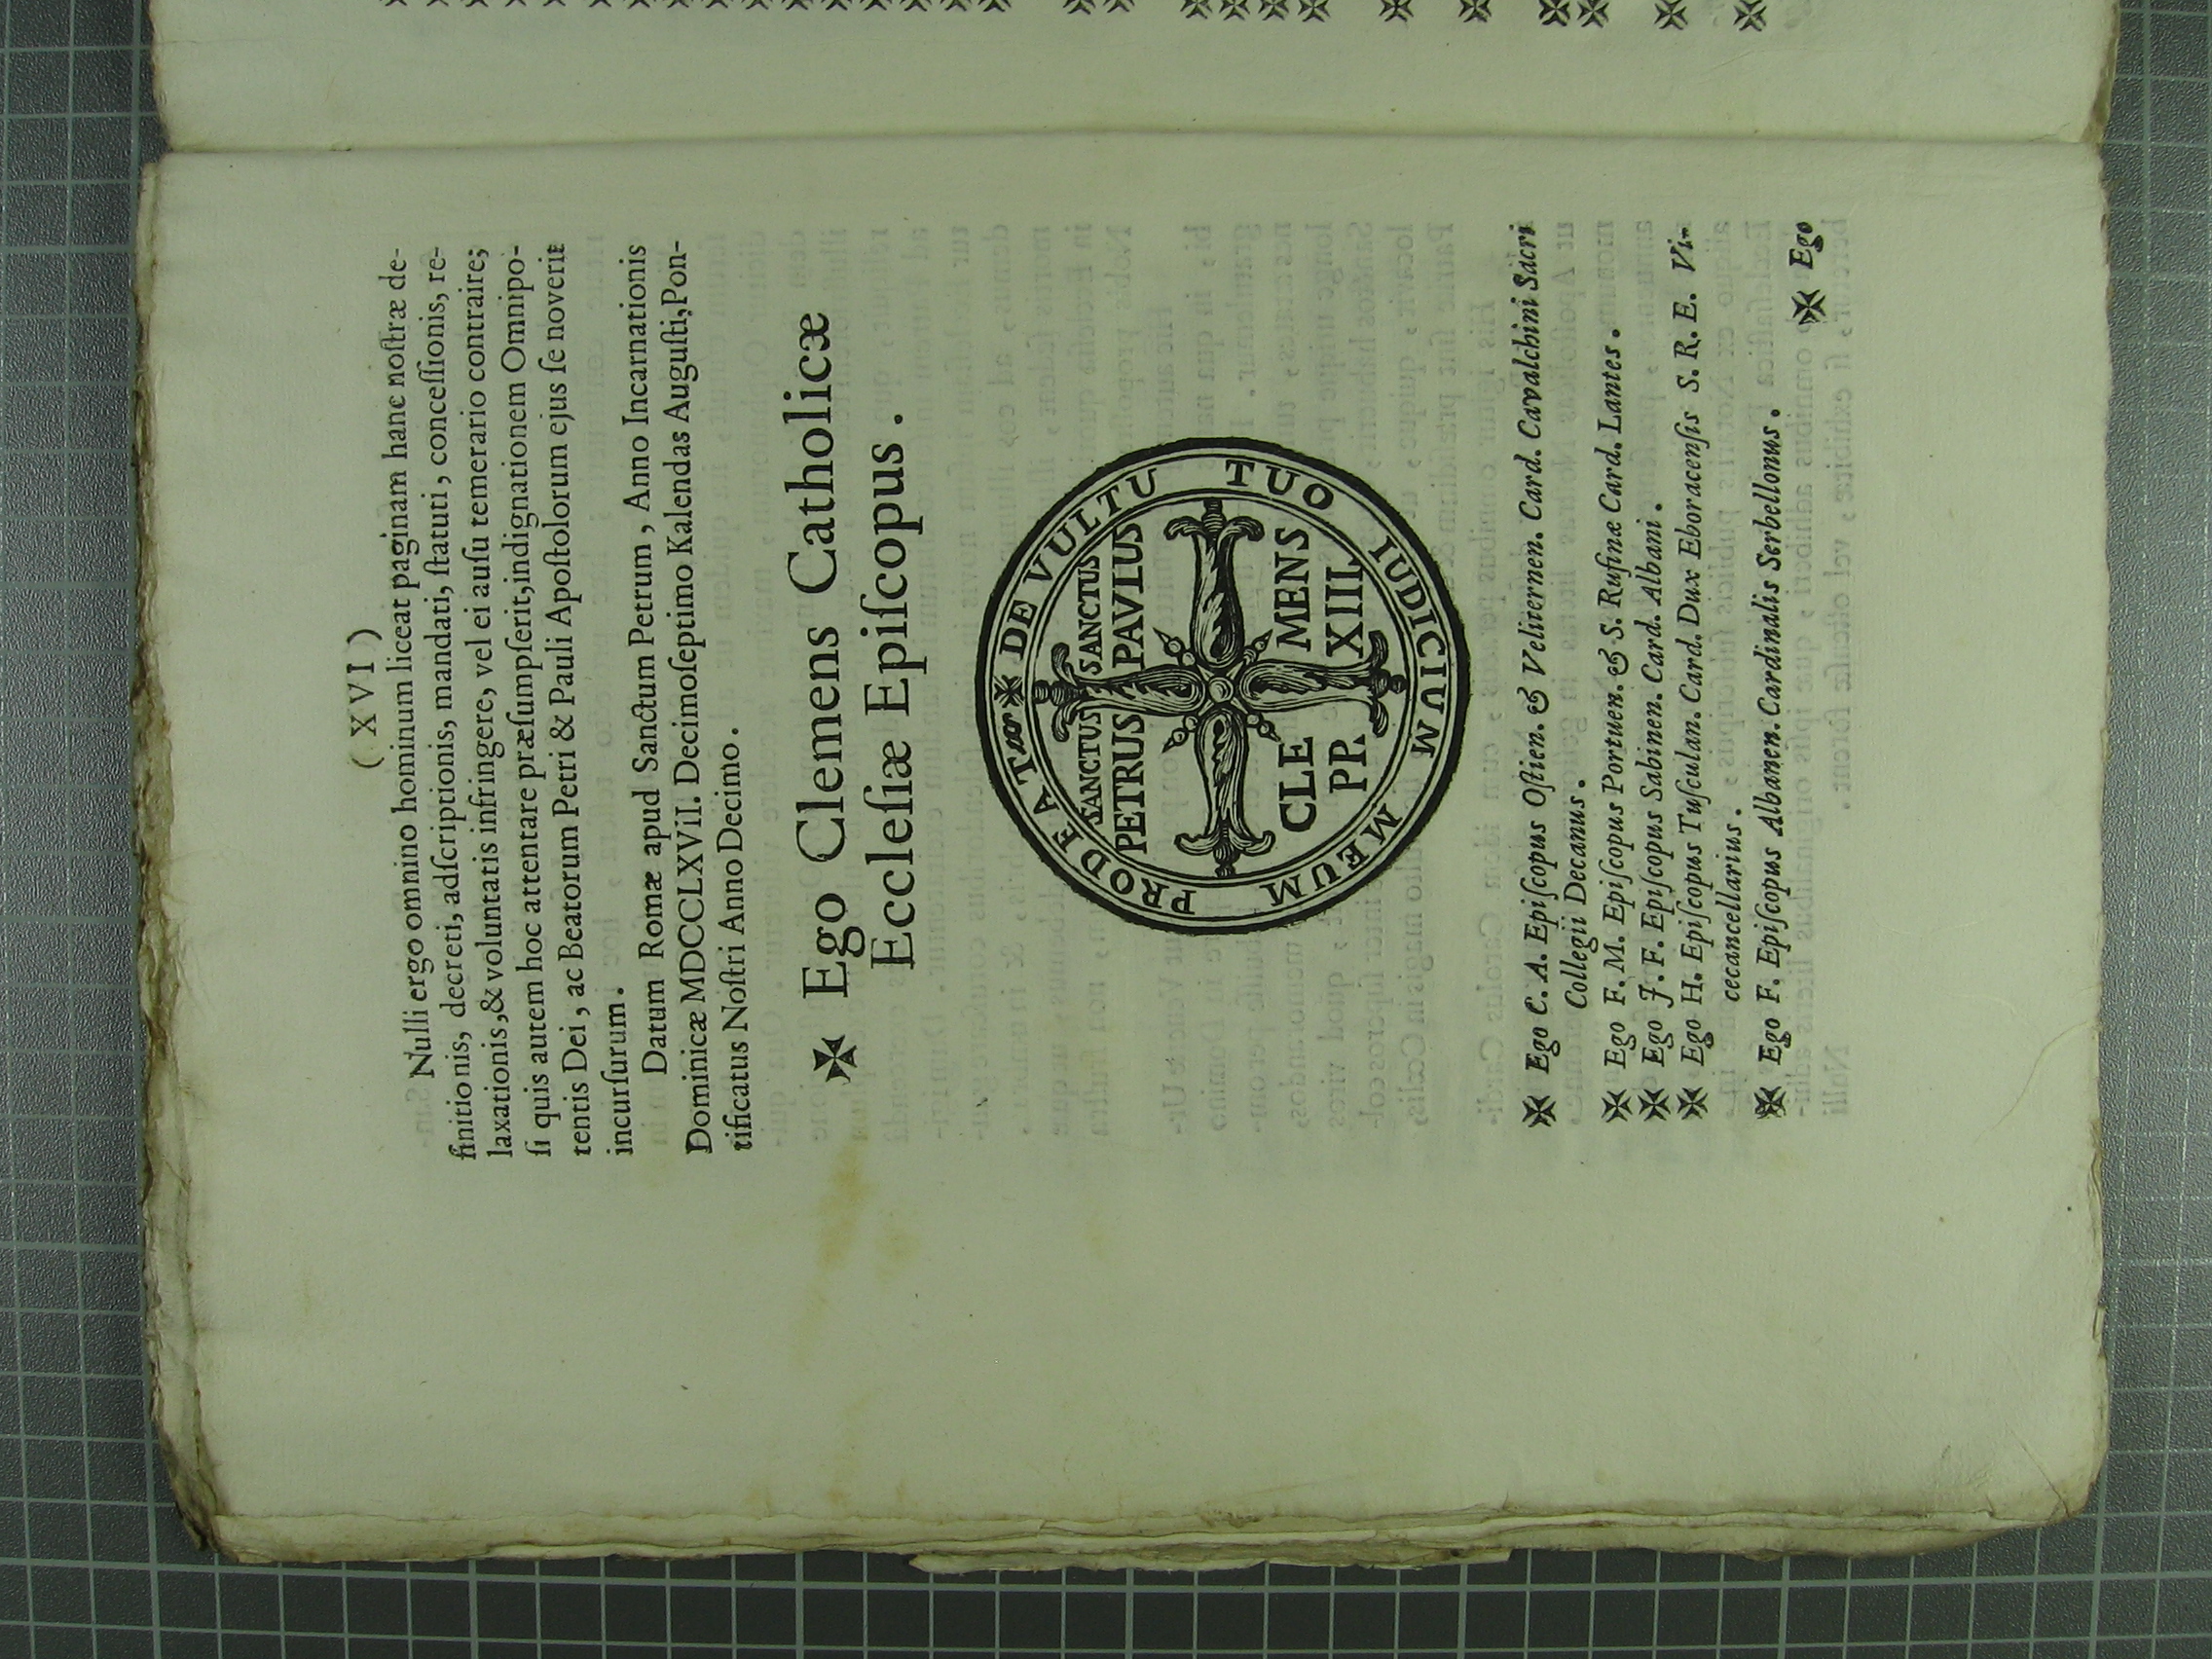 ( XVI )
Nulli ergo omnino hominum liceat paginam hanc noſtræ de-
finitionis, decreti, adſcriptionis, mandati, ſtatuti, conceſſionis, re-
laxationis, & voluntatis infringere, vel ei auſu temerario contraire;
ſi quis autem hoc attentare præſumpſerit, indignationem Omnipo-
tentis Dei, ac Beatorum Petri & Pauli Apoſtolorum ejus ſe noverit
incurſurum.
Datum Romæ apud Sanctum Petrum, Anno Incarnationis
Dominicæ MDCCLXVII. Decimoſeptimo Kalendas Auguſti, Pon-
tificatus Noſtri Anno Decimo.
✠ Ego Clemens Catholicæ
Eccleſiæ Epiſcopus.
✠ DE VULTU TUO IUDICIUM MEUM PRODEAT
SANCTUS SANCTUS
PETRUS PAVLUS
CLE MENS
PP. XIII.
✠ Ego C. A. Epiſcopus Oſtien. & Veliternen. Card. Cavalchini Sacri
Collegii Decanus.
✠ Ego F. M. Epiſcopus Portuen. & S. Rufinæ Card. Lantes.
✠ Ego J. F. Epiſcopus Sabinen. Card. Albani.
✠ Ego H. Epiſcopus Tuſculan. Card. Dux Eboracenſis S. R. E. Vi-
cecancellarius.
✠ Ego F. Epiſcopus Albanen. Cardinalis Serbellonus.
✠ Ego